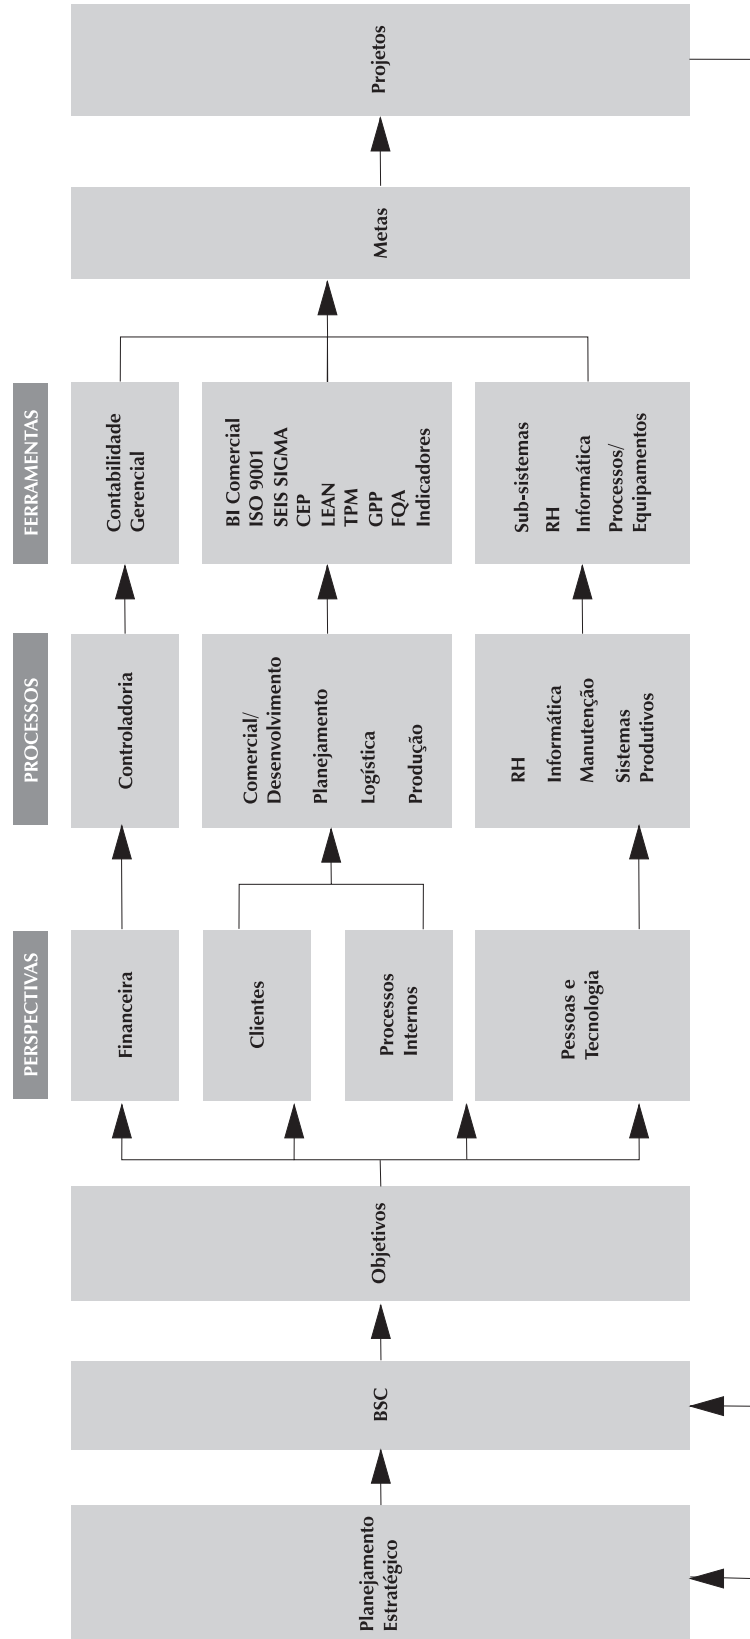 Planejamento
Estratégico
BSC
Objetivos
PERSPECTIVAS
Financeira
Clientes
Processos
Internos
Pessoas e
Tecnologia
PROCESSOS
Controladoria
Comercial/
Desenvolvimento
Planejamento
Logística
Produção
RH
Informática
Manutenção
Sistemas
Produtivos
FERRAMENTAS
Contabilidade
Gerencial
BI Comercial
ISO 9001
SEIS SIGMA
CEP
LEAN
TPM
GPP
FQA
Indicadores
Sub-sistemas
RH
Informática
Processos/
Equipamentos
Metas
Projetos